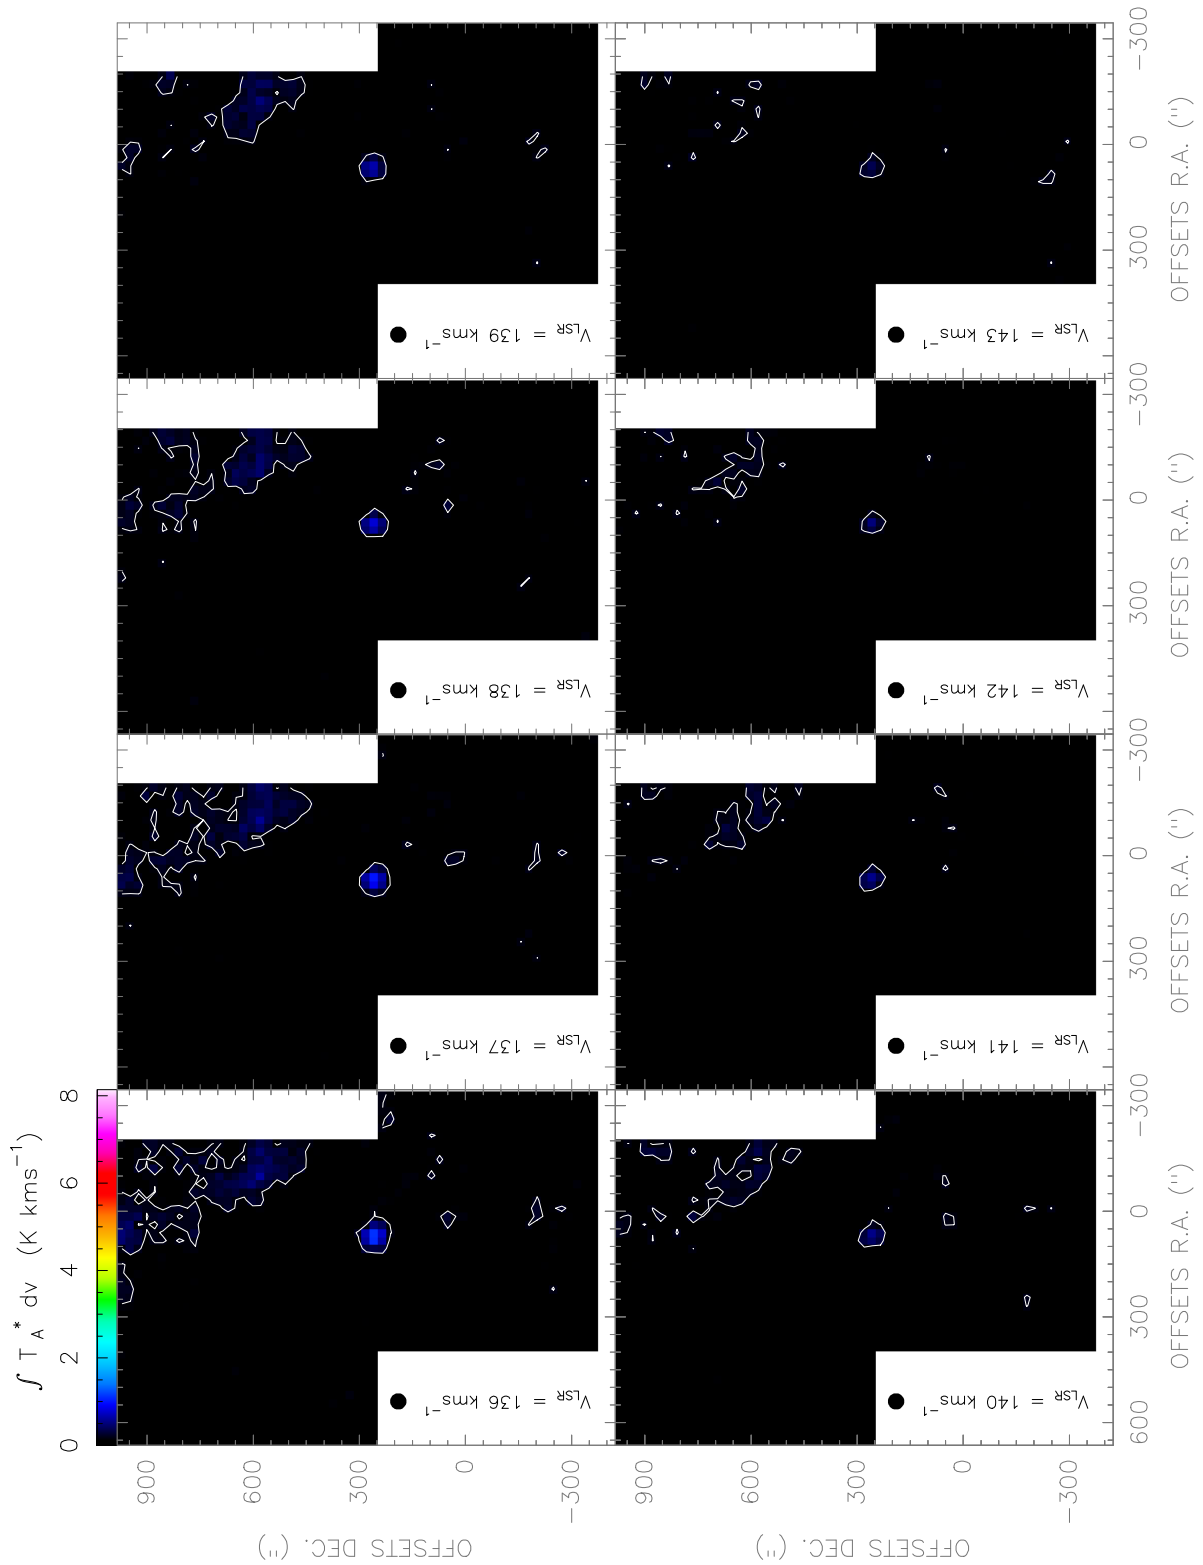 ∫ T_A* dv (K kms⁻¹)
0 2 4 6 8
V_LSR = 136 kms⁻¹
V_LSR = 137 kms⁻¹
V_LSR = 138 kms⁻¹
V_LSR = 139 kms⁻¹
900 600 300 0 −300
OFFSETS DEC. (")
V_LSR = 140 kms⁻¹
V_LSR = 141 kms⁻¹
V_LSR = 142 kms⁻¹
V_LSR = 143 kms⁻¹
900 600 300 0 −300
OFFSETS DEC. (")
600 300 0 −300
300 0 −300
300 0 −300
300 0 −300
OFFSETS R.A. (")
OFFSETS R.A. (")
OFFSETS R.A. (")
OFFSETS R.A. (")